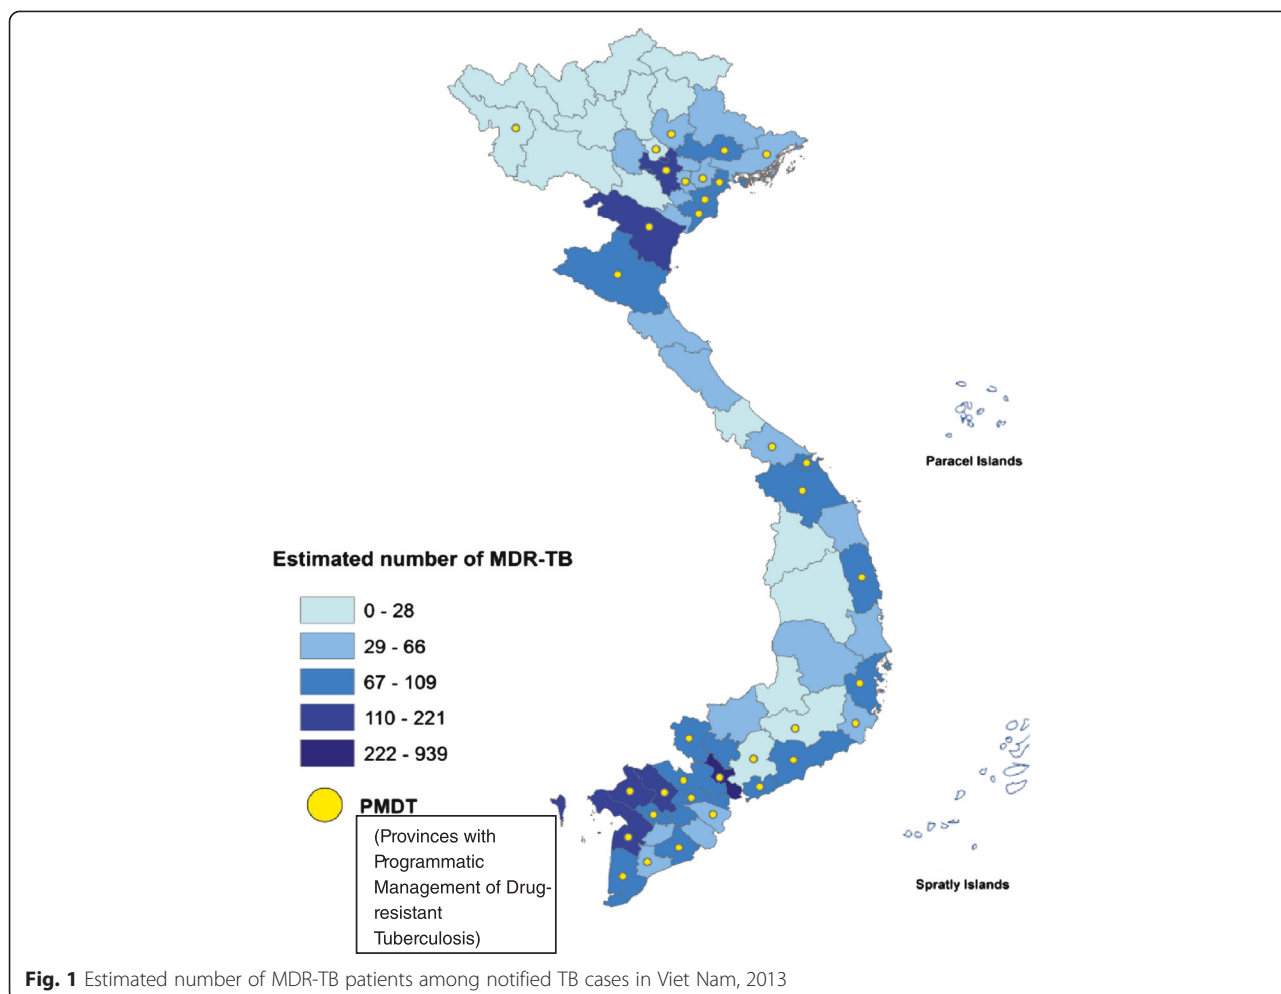 Paracel Islands
Estimated number of MDR-TB
0 - 28
29 - 66
67 - 109
110 - 221
222 - 939
PMDT
(Provinces with
Programmatic
Management of Drug-
resistant
Tuberculosis)
Spratly Islands
Fig. 1 Estimated number of MDR-TB patients among notified TB cases in Viet Nam, 2013